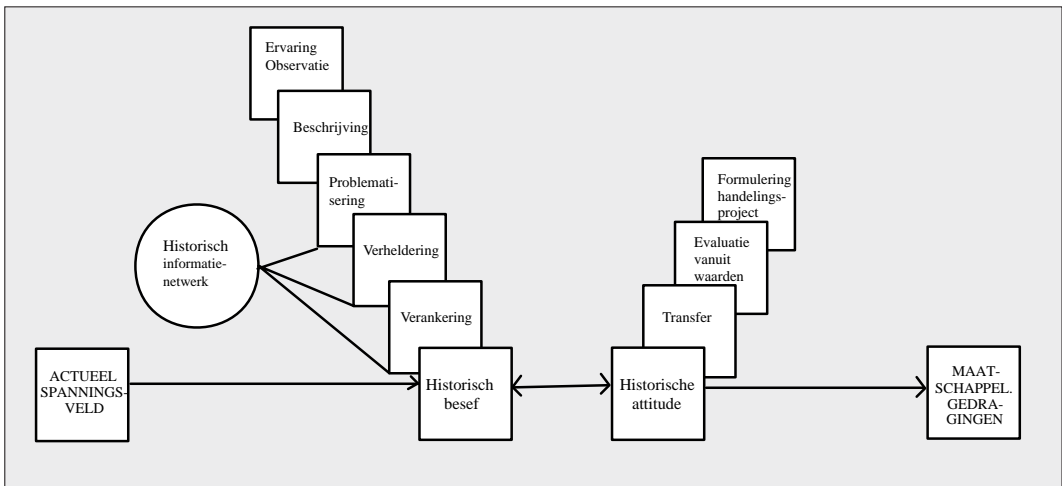 Ervaring
Observatie
Beschrijving
Problemati-
sering
Formulering
handelings-
project
Historisch
informatie-
netwerk
Verheldering
Evaluatie
vanuit
waarden
Verankering
Transfer
ACTUEEL
SPANNINGS-
VELD
Historisch
besef
Historische
attitude
MAAT-
SCHAPPEL.
GEDRA-
GINGEN